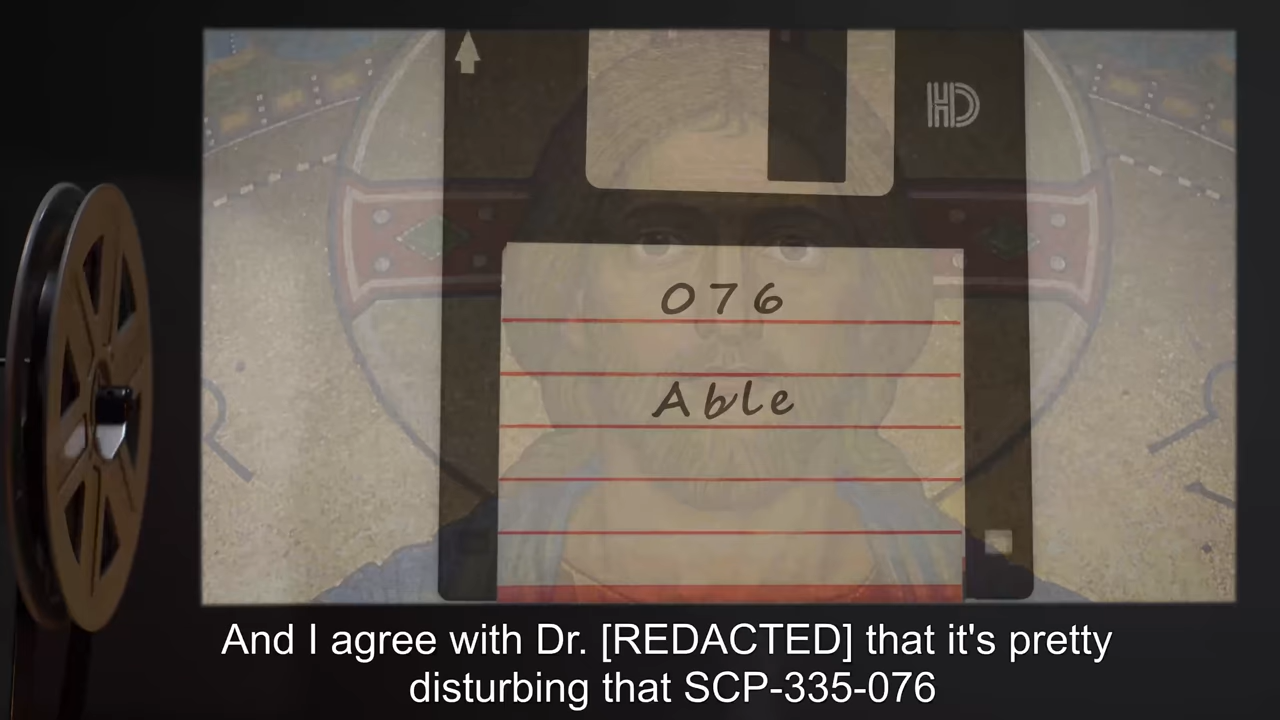 HD
076
Able
And I agree with Dr. [REDACTED] that it's pretty
disturbing that SCP-335-076